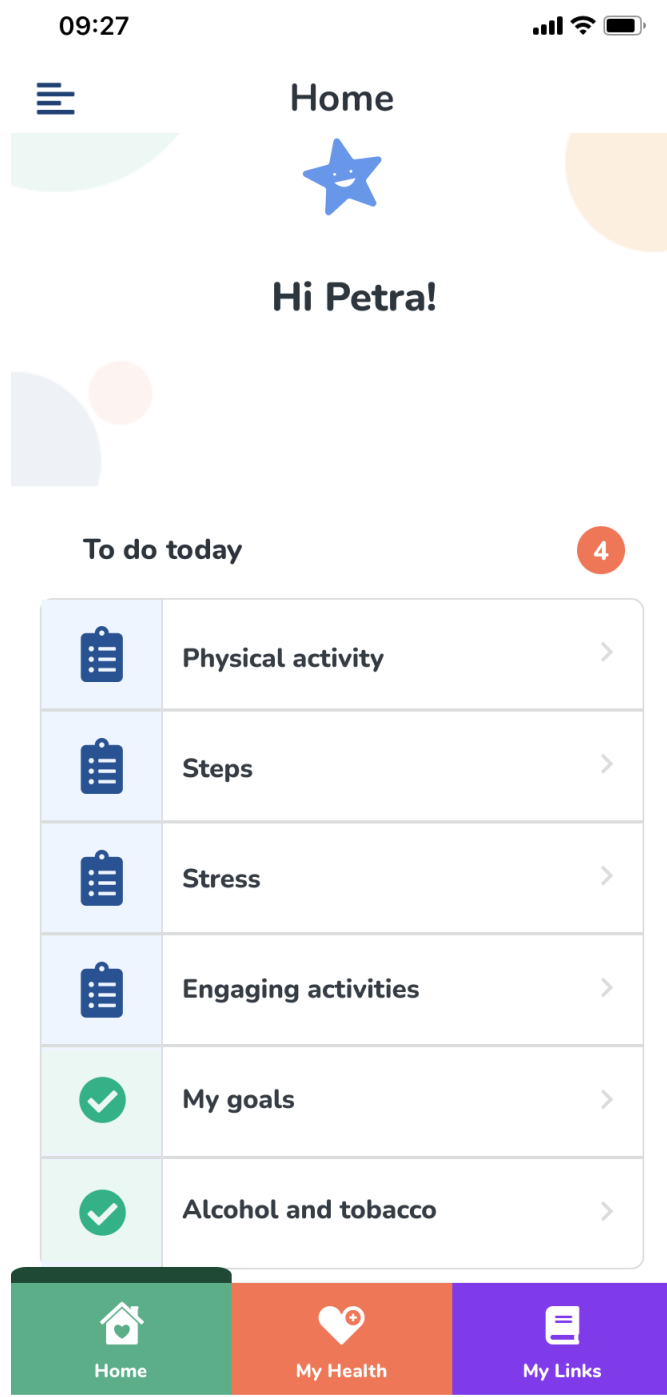 09:27
Home
Hi Petra!
To do today
4
Physical activity
Steps
Stress
Engaging activities
My goals
Alcohol and tobacco
Home
My Health
My Links